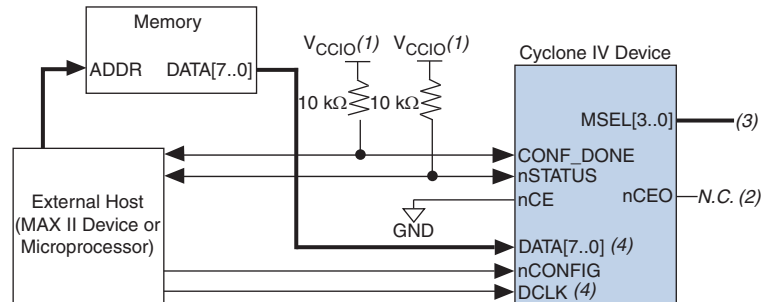 Memory
ADDR DATA[7..0]
VCCIO(1) VCCIO(1)
10 kΩ 10 kΩ
Cyclone IV Device
MSEL[3..0] (3)
CONF_DONE
nSTATUS
nCE
nCEO N.C. (2)
GND
External Host
(MAX II Device or
Microprocessor)
DATA[7..0] (4)
nCONFIG
DCLK (4)